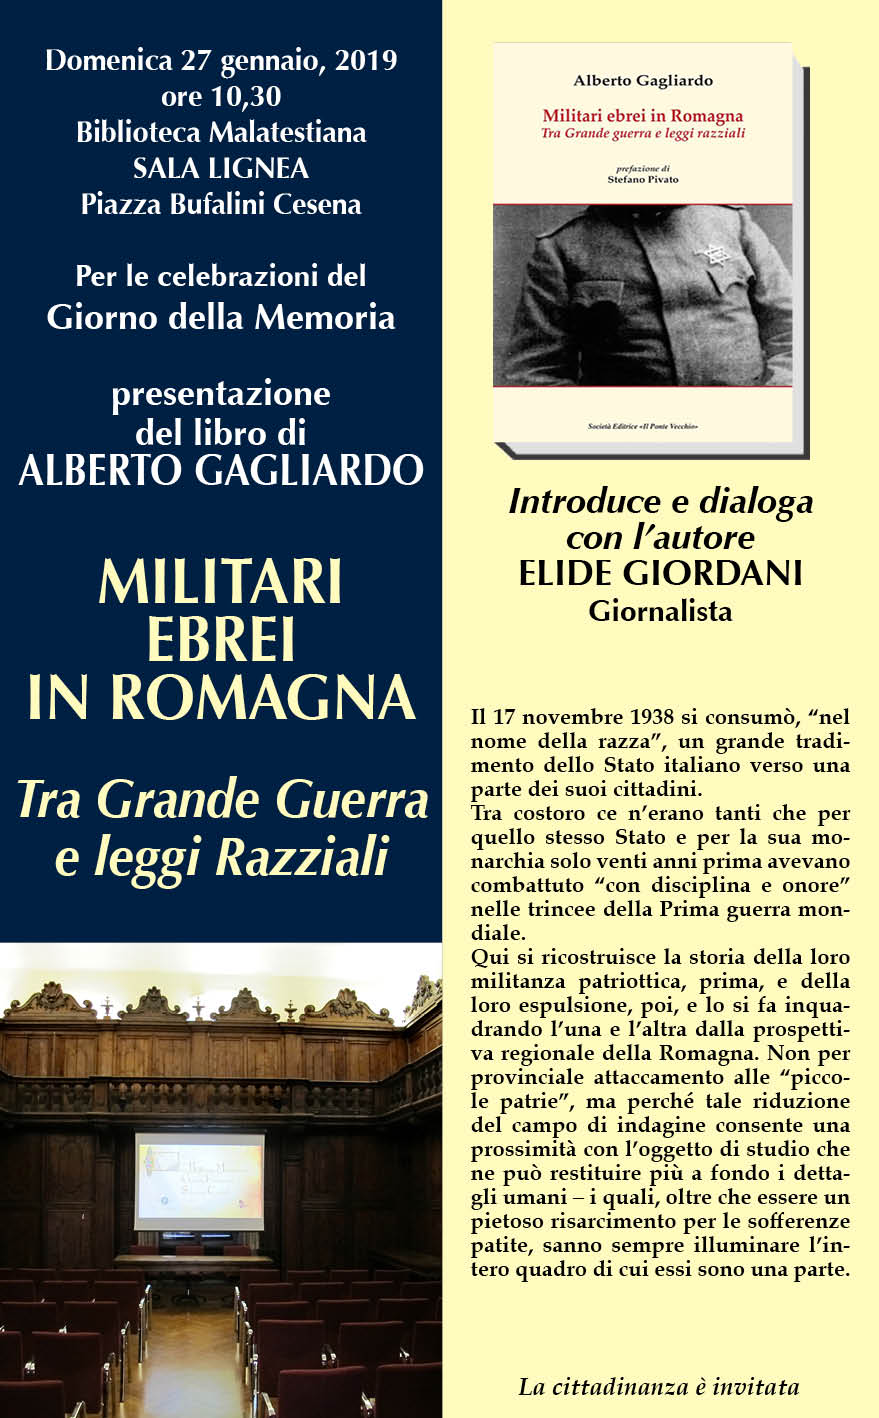 Domenica 27 gennaio, 2019
ore 10,30
Biblioteca Malatestiana
SALA LIGNEA
Piazza Bufalini Cesena
Per le celebrazioni del
Giorno della Memoria
presentazione
del libro di
ALBERTO GAGLIARDO
MILITARI
EBREI
IN ROMAGNA
Tra Grande Guerra
e leggi Razziali
Alberto Gagliardo
Militari ebrei in Romagna
Tra Grande guerra e leggi razziali
prefazione di
Stefano Pivato
Società Editrice «Il Ponte Vecchio»
Introduce e dialoga
con l’autore
ELIDE GIORDANI
Giornalista
Il 17 novembre 1938 si consumò, “nel
nome della razza”, un grande tradi-
mento dello Stato italiano verso una
parte dei suoi cittadini.
Tra costoro ce n’erano tanti che per
quello stesso Stato e per la sua mo-
narchia solo venti anni prima avevano
combattuto “con disciplina e onore”
nelle trincee della Prima guerra mon-
diale.
Qui si ricostruisce la storia della loro
militanza patriottica, prima, e della
loro espulsione, poi, e lo si fa inqua-
drando l’una e l’altra dalla prospetti-
va regionale della Romagna. Non per
provinciale attaccamento alle “picco-
le patrie”, ma perché tale riduzione
del campo di indagine consente una
prossimità con l’oggetto di studio che
ne può restituire più a fondo i detta-
gli umani – i quali, oltre che essere un
pietoso risarcimento per le sofferenze
patite, sanno sempre illuminare l’in-
tero quadro di cui essi sono una parte.
La cittadinanza è invitata